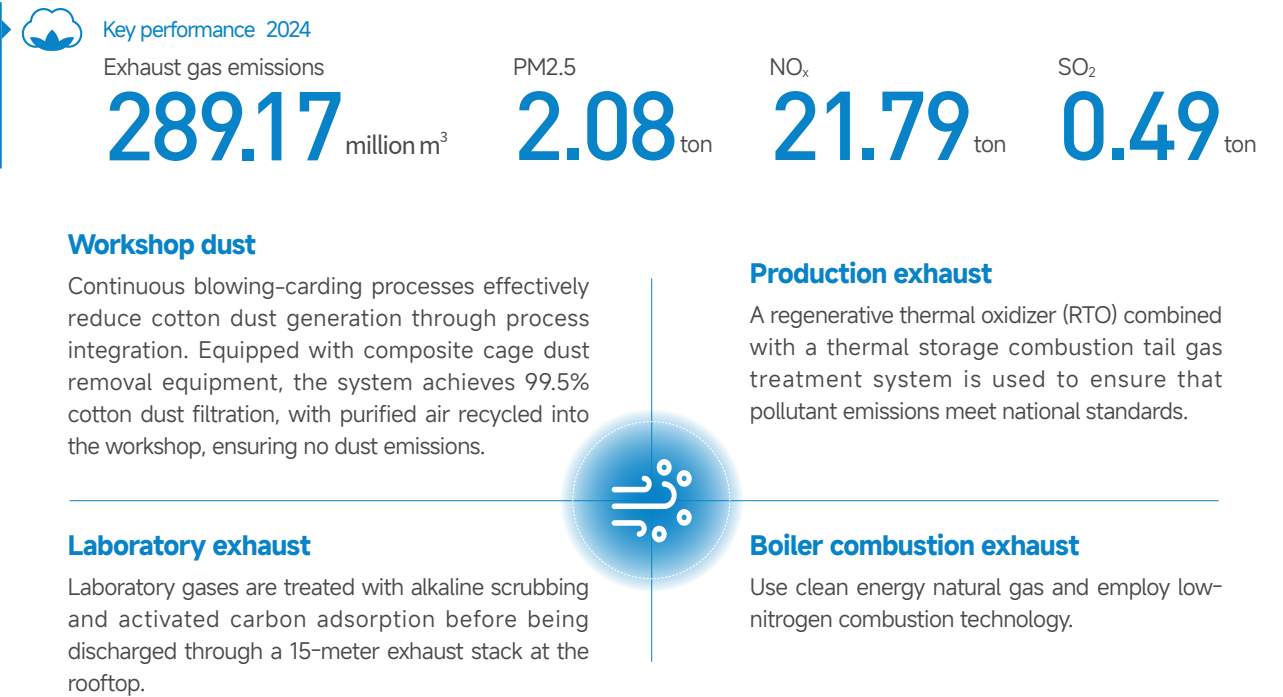 Key performance 2024
Exhaust gas emissions
289.17 million m³
PM2.5
2.08 ton
NOₓ
21.79 ton
SO₂
0.49 ton
Workshop dust
Continuous blowing-carding processes effectively
reduce cotton dust generation through process
integration. Equipped with composite cage dust
removal equipment, the system achieves 99.5%
cotton dust filtration, with purified air recycled into
the workshop, ensuring no dust emissions.
Production exhaust
A regenerative thermal oxidizer (RTO) combined
with a thermal storage combustion tail gas
treatment system is used to ensure that
pollutant emissions meet national standards.
Laboratory exhaust
Laboratory gases are treated with alkaline scrubbing
and activated carbon adsorption before being
discharged through a 15-meter exhaust stack at the
rooftop.
Boiler combustion exhaust
Use clean energy natural gas and employ low-
nitrogen combustion technology.